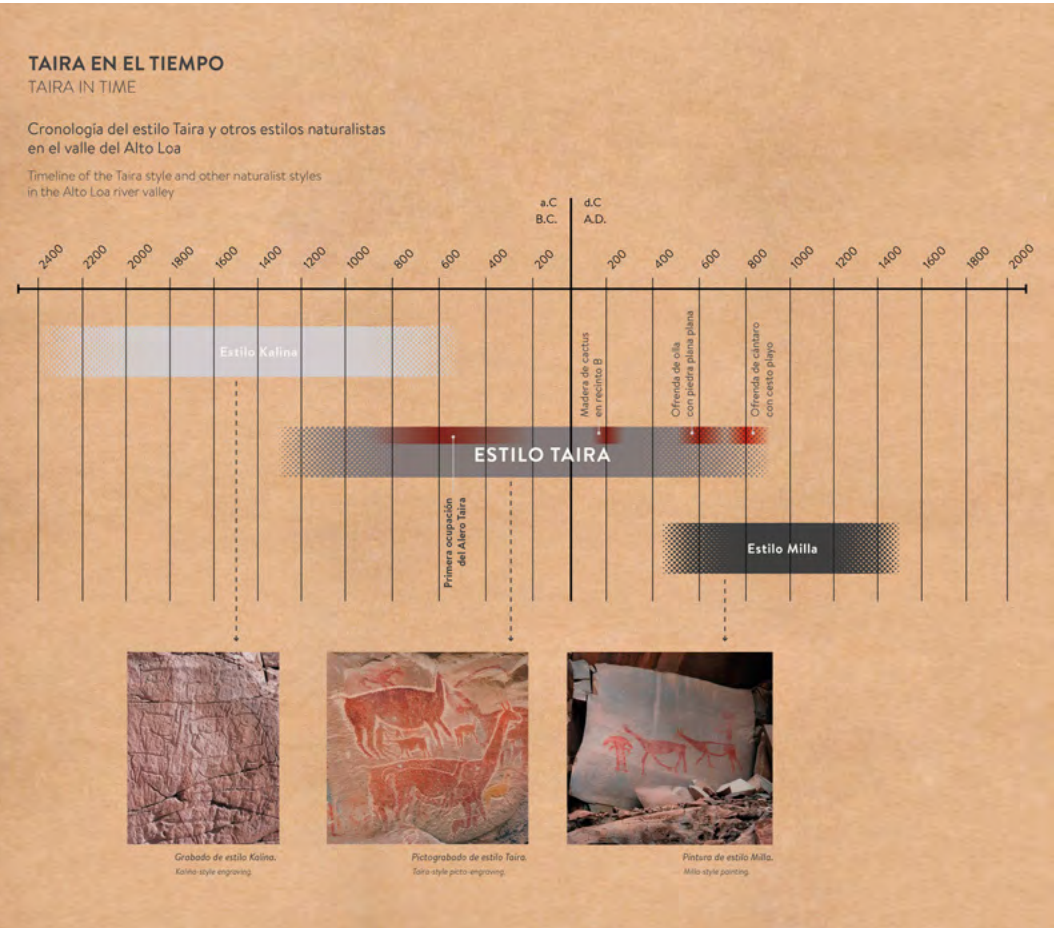 TAIRA EN EL TIEMPO
TAIRA IN TIME
Cronología del estilo Taira y otros estilos naturalistas
en el valle del Alto Loa
Timeline of the Taira style and other naturalist styles
in the Alto Loa river valley
a.C
B.C.
d.C
A.D.
2400
2200
2000
1800
1600
1400
1200
1000
800
600
400
200
200
400
600
800
1000
1200
1400
1600
1800
2000
Estilo Kalina
Madera de cactus
en recinto B
Ofrenda de olla
con piedra plana plana
Ofrenda de cántaro
con cesto playo
ESTILO TAIRA
Primera ocupación
del Alero Taira
Estilo Milla
Grabado de estilo Kalina.
Kalina-style engraving.
Pictograbado de estilo Taira.
Taira-style picto-engraving.
Pintura de estilo Milla.
Milla-style painting.